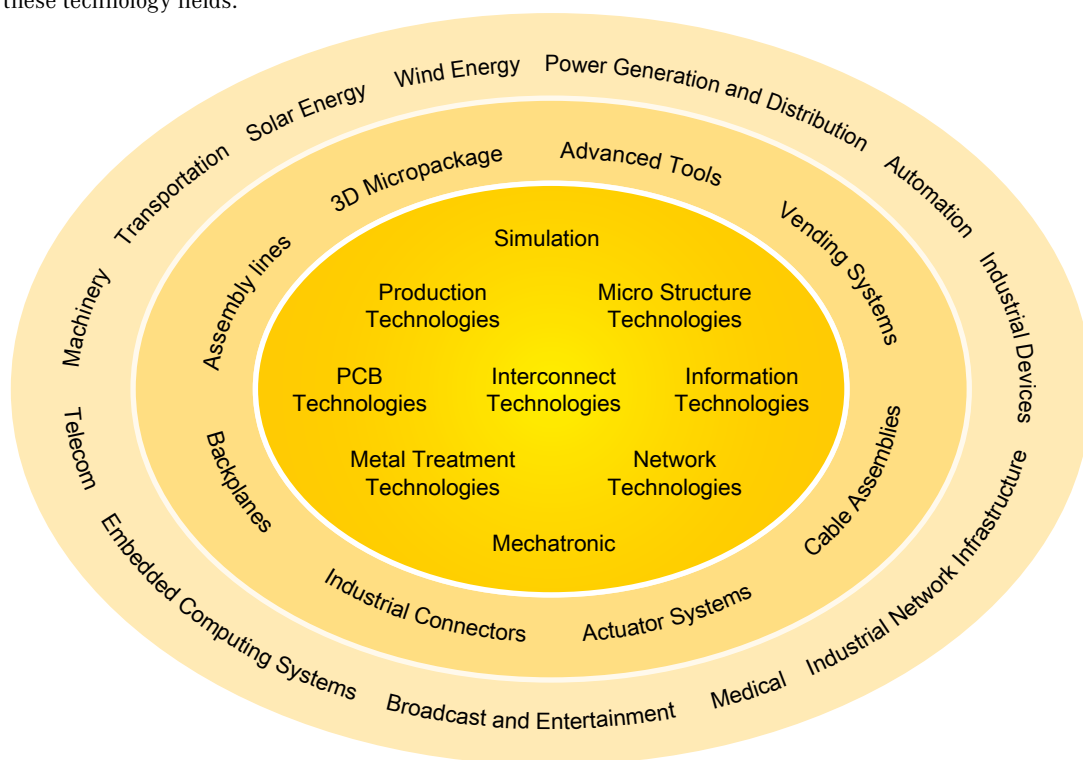 these technology fields.
Wind Energy
Power Generation and Distribution
Solar Energy
Automation
Transportation
Industrial Devices
Machinery
Telecom
Industrial Network Infrastructure
Embedded Computing Systems
Medical
Broadcast and Entertainment
3D Micropackage
Advanced Tools
Vending Systems
Assembly lines
Backplanes
Cable Assemblies
Industrial Connectors
Actuator Systems
Simulation
Production
Technologies
Micro Structure
Technologies
PCB
Technologies
Interconnect
Technologies
Information
Technologies
Metal Treatment
Technologies
Network
Technologies
Mechatronic